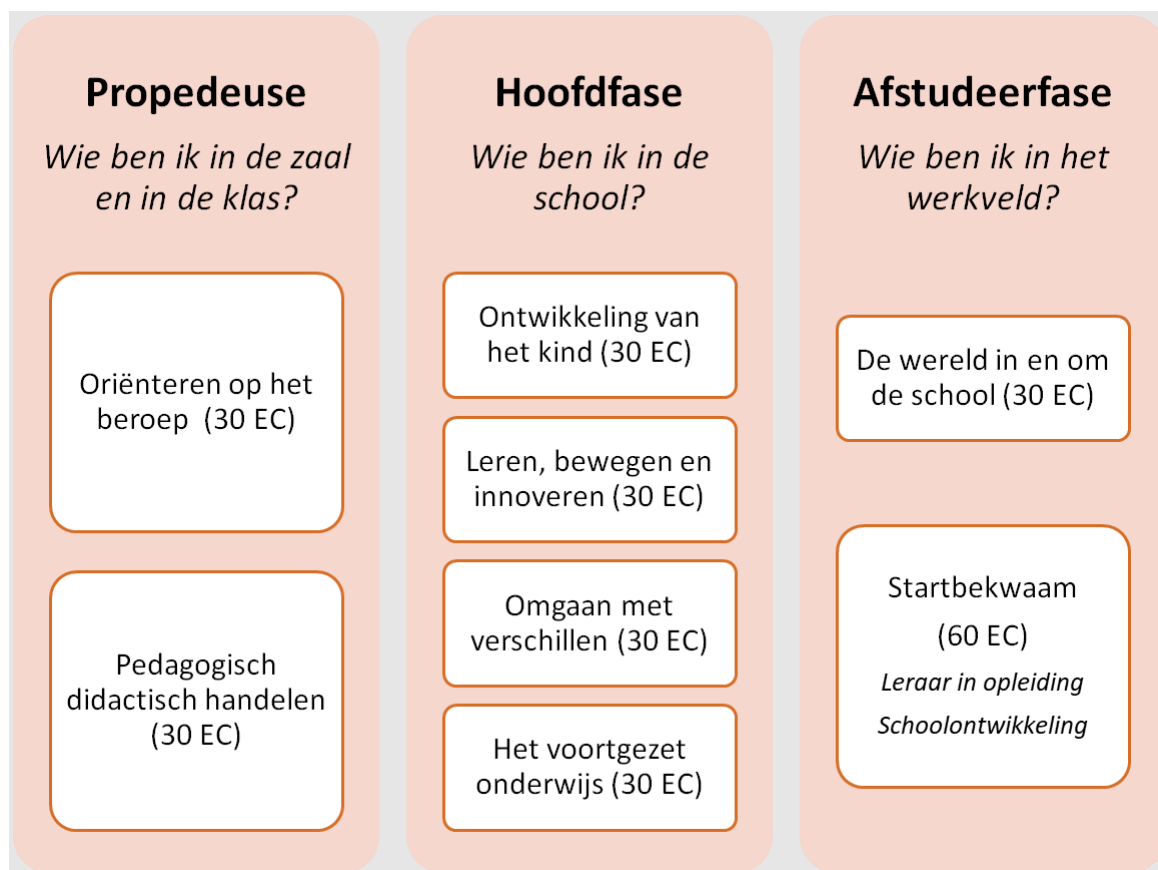 Propedeuse
Wie ben ik in de zaal
en in de klas?
Oriënteren op het
beroep (30 EC)
Pedagogisch
didactisch handelen
(30 EC)
Hoofdfase
Wie ben ik in de
school?
Ontwikkeling van
het kind (30 EC)
Leren, bewegen en
innoveren (30 EC)
Omgaan met
verschillen (30 EC)
Het voortgezet
onderwijs (30 EC)
Afstudeerfase
Wie ben ik in het
werkveld?
De wereld in en om
de school (30 EC)
Startbekwaam
(60 EC)
Leraar in opleiding
Schoolontwikkeling